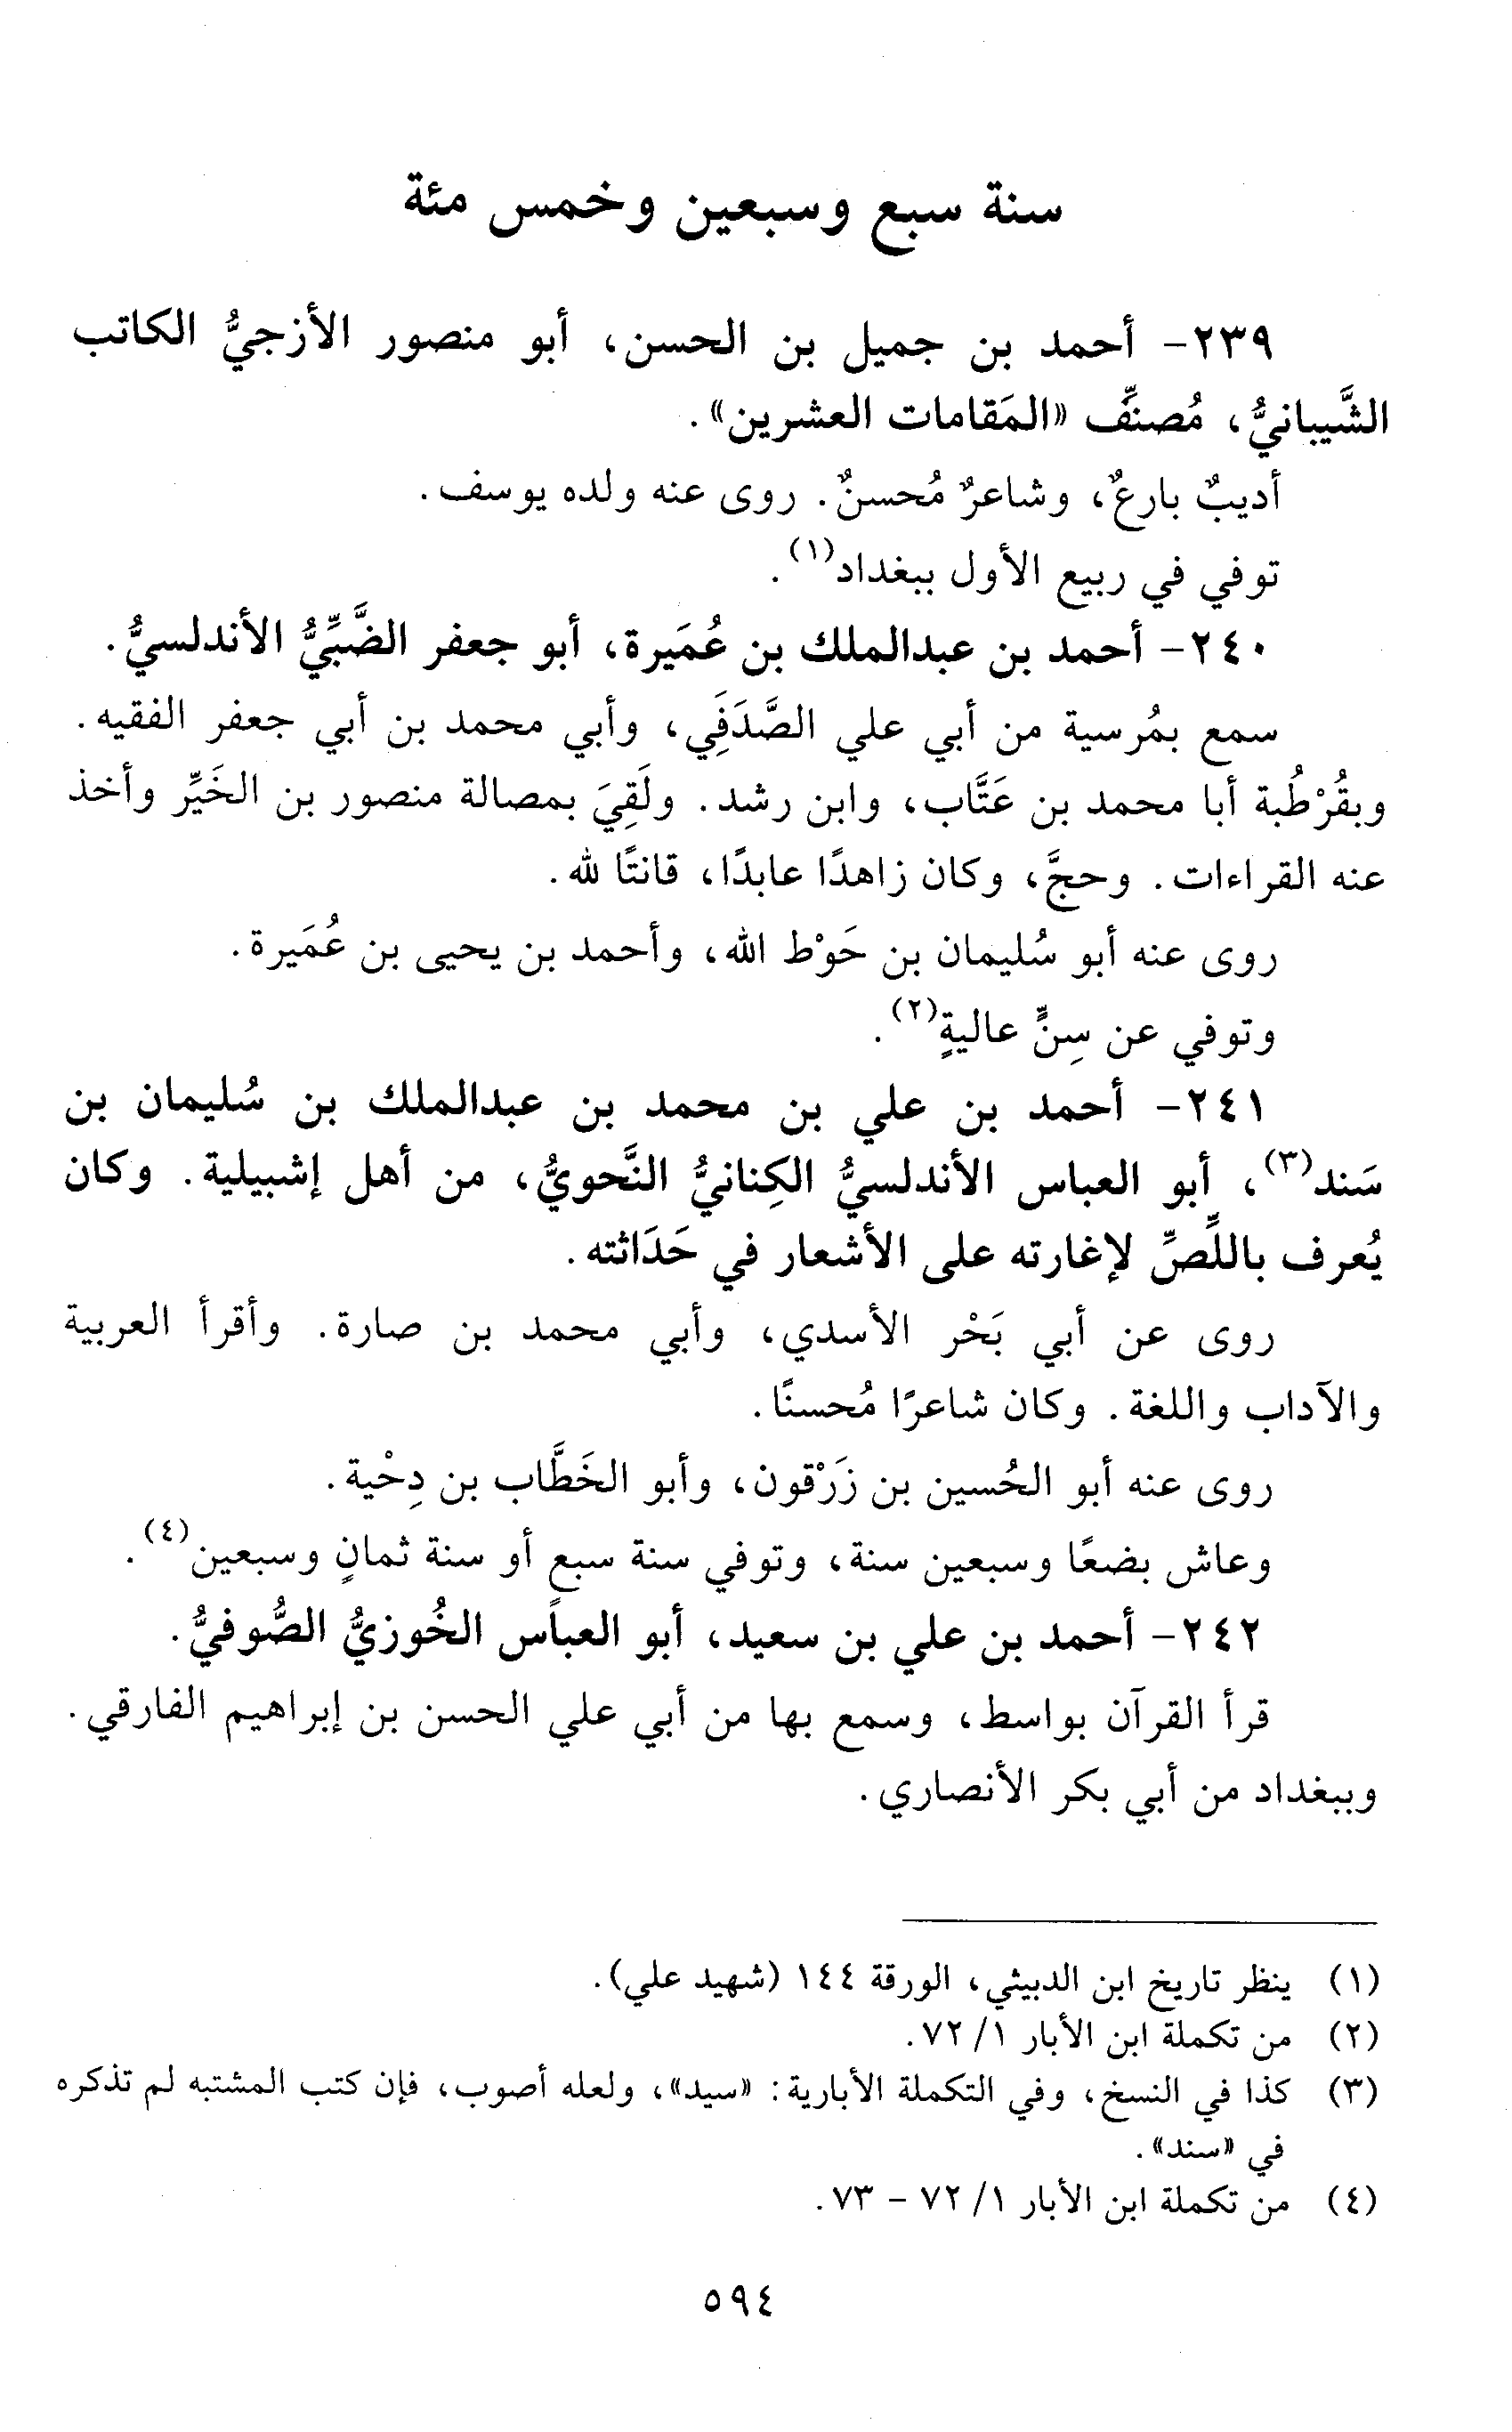 سنة سبع وسبعين وخمس مئة
٢٣٩- أحمد بن جميل بن الحسن، أبو منصور الأزجيُّ الكاتب
الشَّيبانيُّ، مُصنِّف «المَقامات العشرين».
أديبٌ بارعٌ، وشاعرٌ مُحسنٌ. روى عنه ولده يوسف.
توفي في ربيع الأول ببغداد(١).
٢٤٠- أحمد بن عبدالملك بن عُمَيرة، أبو جعفر الضَّبِّيُّ الأندلسيُّ.
سمع بمُرسية من أبي علي الصَّدَفِي، وأبي محمد بن أبي جعفر الفقيه.
وبقُرْطُبة أبا محمد بن عَتَّاب، وابن رشد. ولَقِيَ بمصالة منصور بن الخَيِّر وأخذ
عنه القراءات. وحجَّ، وكان زاهدًا عابدًا، قانتًا لله.
روى عنه أبو سُليمان بن حَوْط الله، وأحمد بن يحيى بن عُمَيرة.
وتوفي عن سِنٍّ عاليةٍ(٢).
٢٤١- أحمد بن علي بن محمد بن عبدالملك بن سُليمان بن
سَند(٣)، أبو العباس الأندلسيُّ الكِنانيُّ النَّحويُّ، من أهل إشبيلية. وكان
يُعرف باللِّصِّ لإغارته على الأشعار في حَدَاثته.
روى عن أبي بَحْر الأسدي، وأبي محمد بن صارة. وأقرأ العربية
والآداب واللغة. وكان شاعرًا مُحسنًا.
روى عنه أبو الحُسين بن زَرْقون، وأبو الخَطَّاب بن دِحْية.
وعاش بضعًا وسبعين سنة، وتوفي سنة سبع أو سنة ثمانٍ وسبعين(٤).
٢٤٢- أحمد بن علي بن سعيد، أبو العباس الخُوزيُّ الصُّوفيُّ.
قرأ القرآن بواسط، وسمع بها من أبي علي الحسن بن إبراهيم الفارقي.
وببغداد من أبي بكر الأنصاري.
(١) ينظر تاريخ ابن الدبيثي، الورقة ١٤٤ (شهيد علي).
(٢) من تكملة ابن الأبار ١/ ٧٢.
(٣) كذا في النسخ، وفي التكملة الأبارية: «سيد»، ولعله أصوب، فإن كتب المشتبه لم تذكره
في «سند».
(٤) من تكملة ابن الأبار ١/ ٧٢ - ٧٣.
٥٩٤